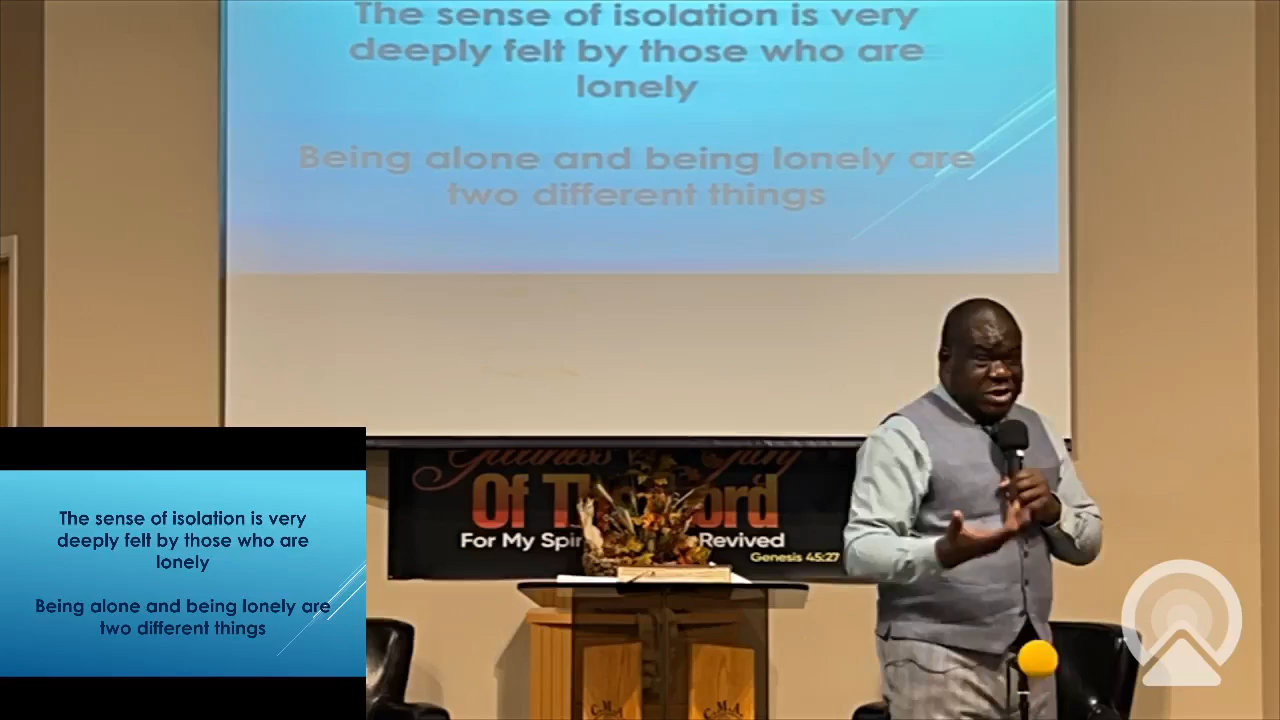 The sense of isolation is very
deeply felt by those who are
lonely
Being alone and being lonely are
two different things
Of The Lord
For My Spir
Revived
Genesis 45:27
C.M.A.
C.M.A.
The sense of isolation is very
deeply felt by those who are
lonely
Being alone and being lonely are
two different things